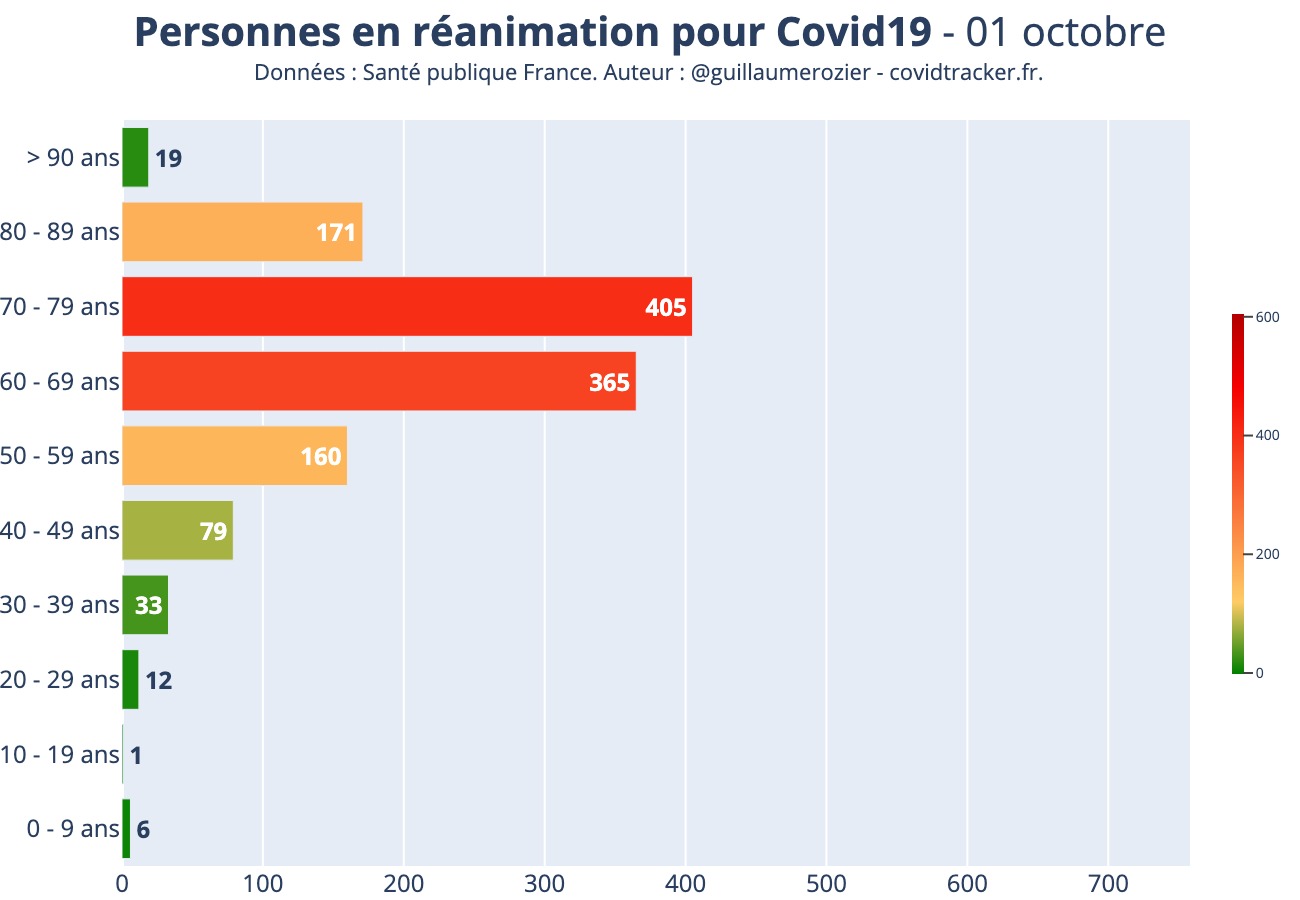 Personnes en réanimation pour Covid19 - 01 octobre
Données : Santé publique France. Auteur : @guillaumerozier - covidtracker.fr.
> 90 ans 19
80 - 89 ans 171
70 - 79 ans 405
60 - 69 ans 365
50 - 59 ans 160
40 - 49 ans 79
30 - 39 ans 33
20 - 29 ans 12
10 - 19 ans 1
0 - 9 ans 6
0 100 200 300 400 500 600 700
600
400
200
0